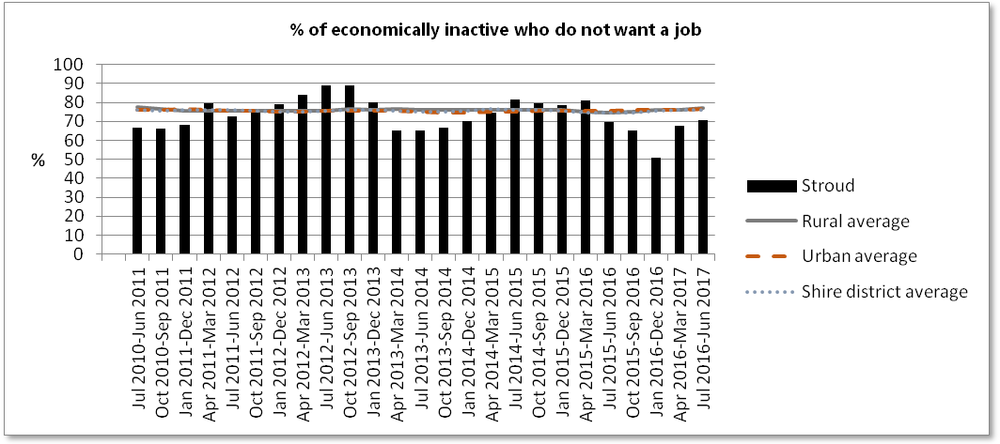 % of economically inactive who do not want a job
100
90
80
70
60
50
40
30
20
10
0
%
Jul 2010-Jun 2011
Oct 2010-Sep 2011
Jan 2011-Dec 2011
Apr 2011-Mar 2012
Jul 2011-Jun 2012
Oct 2011-Sep 2012
Jan 2012-Dec 2012
Apr 2012-Mar 2013
Jul 2012-Jun 2013
Oct 2012-Sep 2013
Jan 2013-Dec 2013
Apr 2013-Mar 2014
Jul 2013-Jun 2014
Oct 2013-Sep 2014
Jan 2014-Dec 2014
Apr 2014-Mar 2015
Jul 2014-Jun 2015
Oct 2014-Sep 2015
Jan 2015-Dec 2015
Apr 2015-Mar 2016
Jul 2015-Jun 2016
Oct 2015-Sep 2016
Jan 2016-Dec 2016
Apr 2016-Mar 2017
Jul 2016-Jun 2017
Stroud
Rural average
Urban average
Shire district average